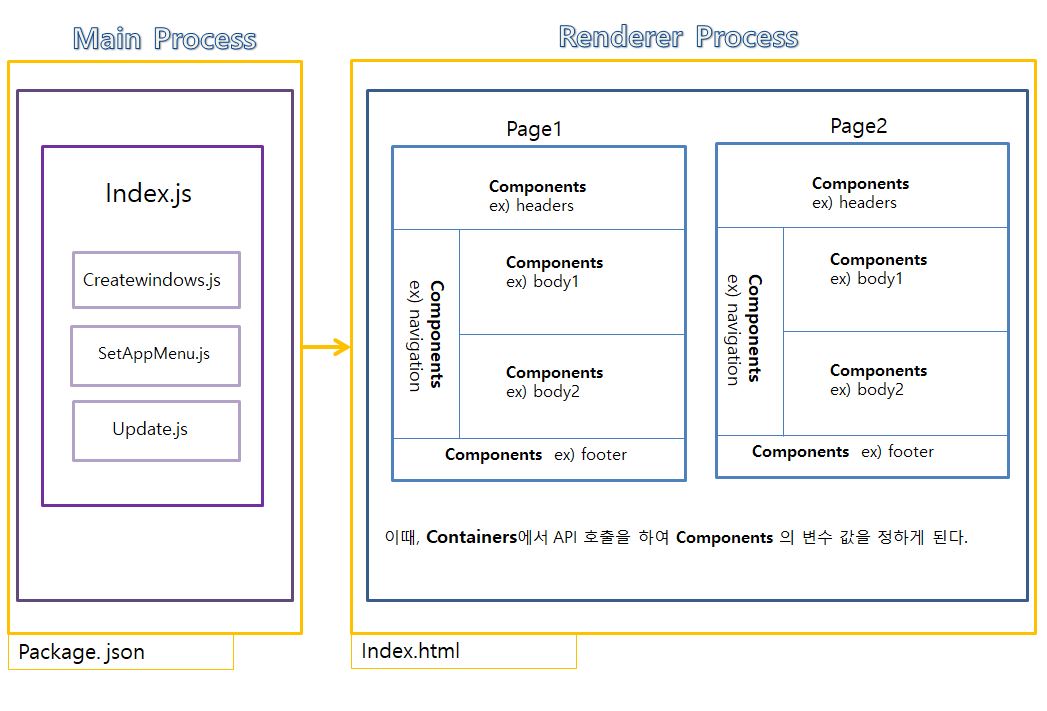 Main Process
Index.js
Createwindows.js
SetAppMenu.js
Update.js
Package. json
Renderer Process
Page1
Components
ex) headers
Components
ex) navigation
Components
ex) body1
Components
ex) body2
Components ex) footer
Page2
Components
ex) headers
Components
ex) navigation
Components
ex) body1
Components
ex) body2
Components ex) footer
이때, Containers에서 API 호출을 하여 Components 의 변수 값을 정하게 된다.
Index.html